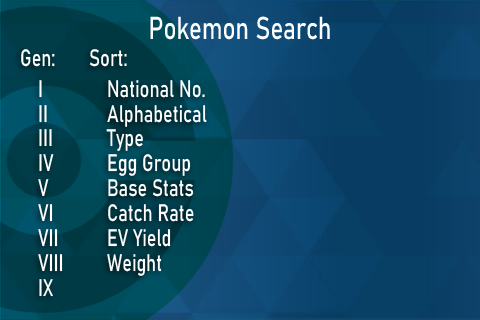 Pokemon Search
Gen: Sort:
I National No.
II Alphabetical
III Type
IV Egg Group
V Base Stats
VI Catch Rate
VII EV Yield
VIII Weight
IX